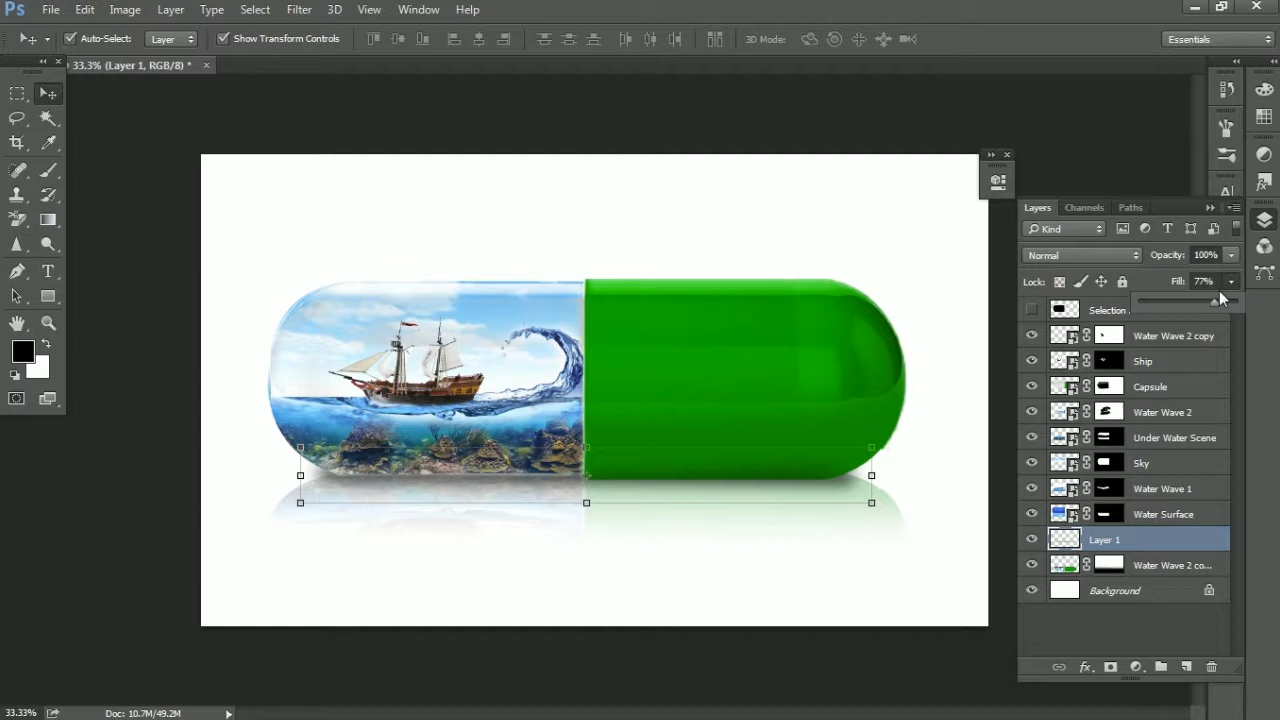 Ps File Edit Image Layer Type Select Filter 3D View Window Help
Auto-Select: Layer Show Transform Controls 3D Mode: Essentials
33.3% (Layer 1, RGB/8) * ×
Layers Channels Paths
Kind T
Normal Opacity: 100%
Lock: Fill: 77%
Selection
Water Wave 2 copy
Ship
Capsule
Water Wave 2
Under Water Scene
Sky
Water Wave 1
Water Surface
Layer 1
Water Wave 2 co...
Background
fx
33.33% Doc: 10.7M/49.2M